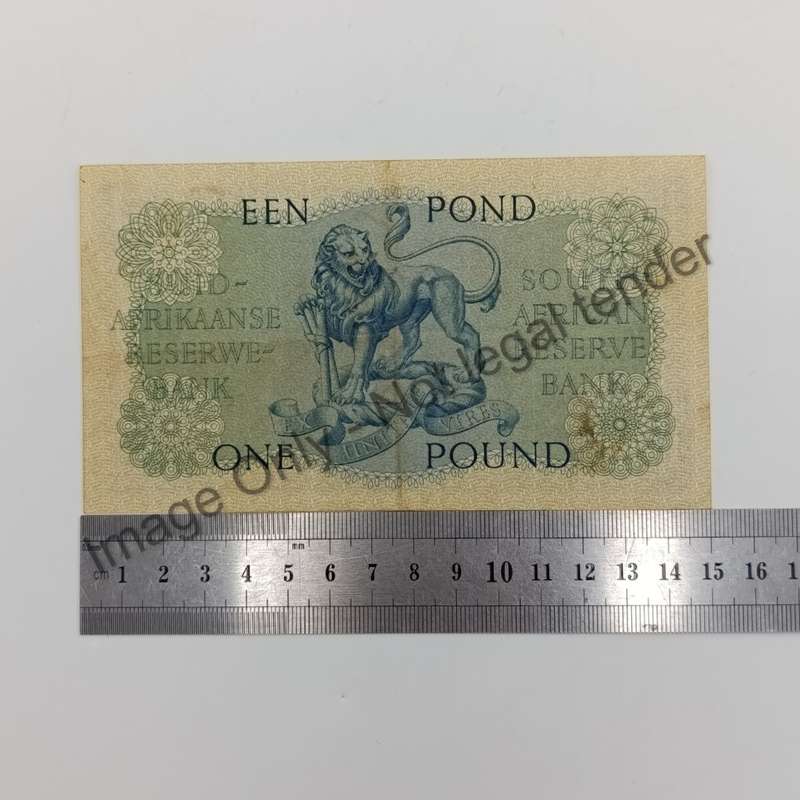 EEN POND
SUID-
AFRIKAANSE
RESERWE-
BANK
SOUTH
AFRICAN
RESERVE
BANK
EX UNITATE VIRES
ONE POUND
Image Only - Not legal tender
mm
cm 1 2 3 4 5 6 7 8 9 10 11 12 13 14 15 16 1